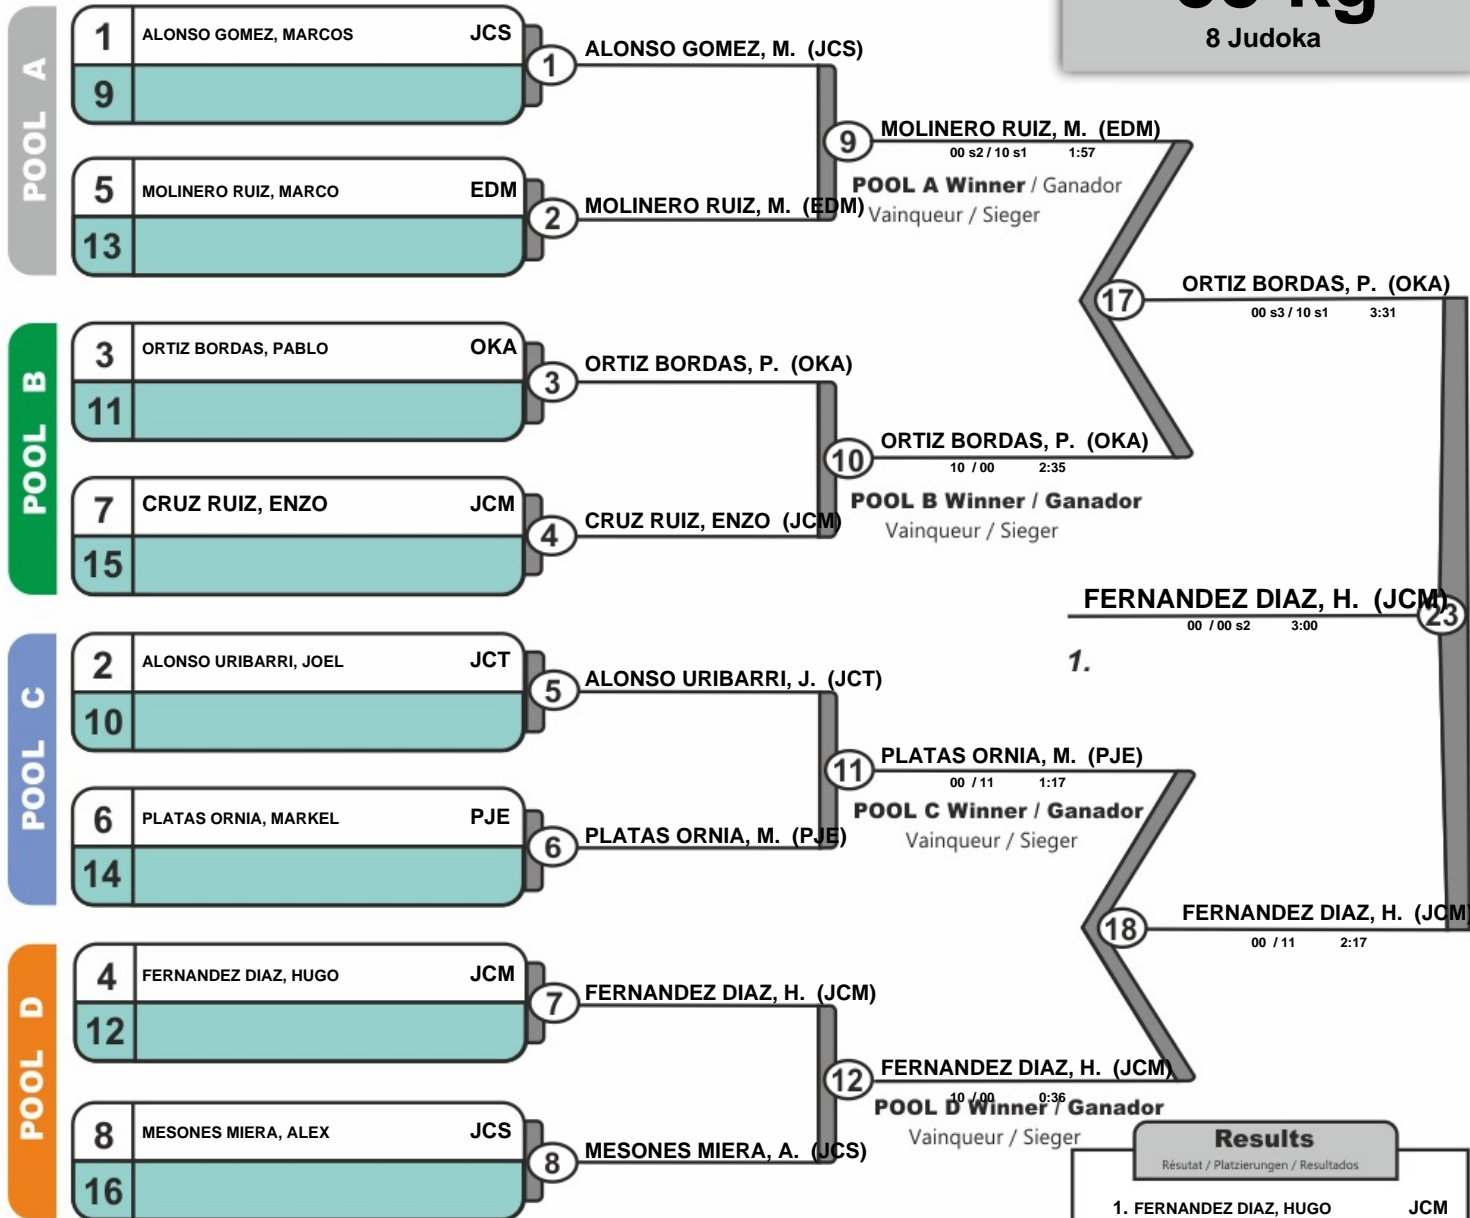 kg
8 Judoka
POOL A
1 ALONSO GOMEZ, MARCOS JCS
9
1 ALONSO GOMEZ, M. (JCS)
5 MOLINERO RUIZ, MARCO EDM
13
2 MOLINERO RUIZ, M. (EDM)
9 MOLINERO RUIZ, M. (EDM)
00 s2 / 10 s1 1:57
POOL A Winner / Ganador
Vainqueur / Sieger
POOL B
3 ORTIZ BORDAS, PABLO OKA
11
3 ORTIZ BORDAS, P. (OKA)
7 CRUZ RUIZ, ENZO JCM
15
4 CRUZ RUIZ, ENZO (JCM)
10 ORTIZ BORDAS, P. (OKA)
10 / 00 2:35
POOL B Winner / Ganador
Vainqueur / Sieger
17 ORTIZ BORDAS, P. (OKA)
00 s3 / 10 s1 3:31
FERNANDEZ DIAZ, H. (JCM) 23
00 / 00 s2 3:00
1.
POOL C
2 ALONSO URIBARRI, JOEL JCT
10
5 ALONSO URIBARRI, J. (JCT)
6 PLATAS ORNIA, MARKEL PJE
14
6 PLATAS ORNIA, M. (PJE)
11 PLATAS ORNIA, M. (PJE)
00 / 11 1:17
POOL C Winner / Ganador
Vainqueur / Sieger
POOL D
4 FERNANDEZ DIAZ, HUGO JCM
12
7 FERNANDEZ DIAZ, H. (JCM)
8 MESONES MIERA, ALEX JCS
16
8 MESONES MIERA, A. (JCS)
12 FERNANDEZ DIAZ, H. (JCM)
10 / 00 0:36
POOL D Winner / Ganador
Vainqueur / Sieger
18 FERNANDEZ DIAZ, H. (JCM)
00 / 11 2:17
Results
Résutat / Platzierungen / Resultados
1. FERNANDEZ DIAZ, HUGO JCM